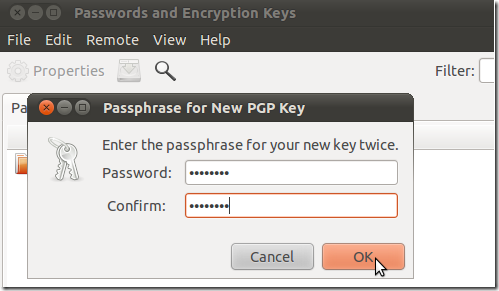 Passwords and Encryption Keys
File Edit Remote View Help
Properties Filter:
Passphrase for New PGP Key
Enter the passphrase for your new key twice.
Password: ••••••••
Confirm: ••••••••
Cancel OK